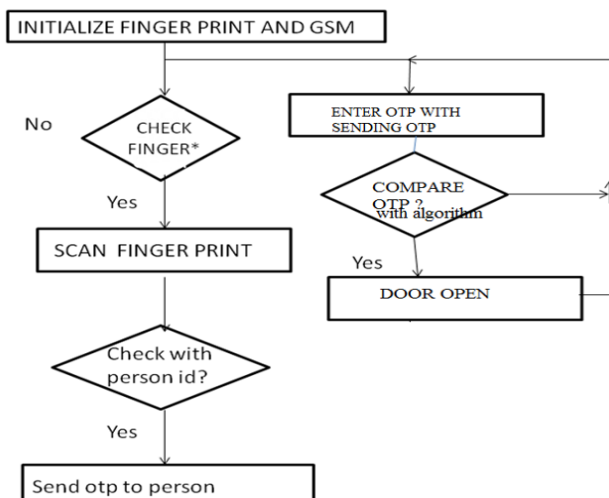 INITIALIZE FINGER PRINT AND GSM
No
CHECK
FINGER*
Yes
SCAN FINGER PRINT
Check with
person id?
Yes
Send otp to person
ENTER OTP WITH
SENDING OTP
COMPARE
OTP ?
with algorithm
Yes
DOOR OPEN